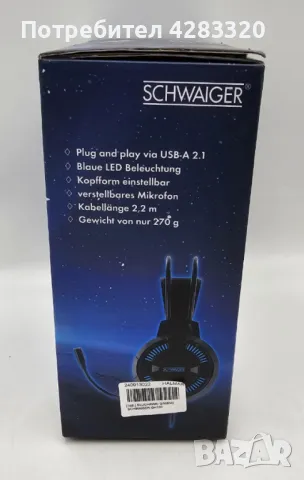 Потребител 4283320
SCHWAIGER®
◇ Plug and play via USB-A 2.1
◇ Blaue LED Beleuchtung
◇ Kopfform einstellbar
◇ verstellbares Mikrofon
◇ Kabellänge 2,2 m
◇ Gewicht von nur 270 g
bazar